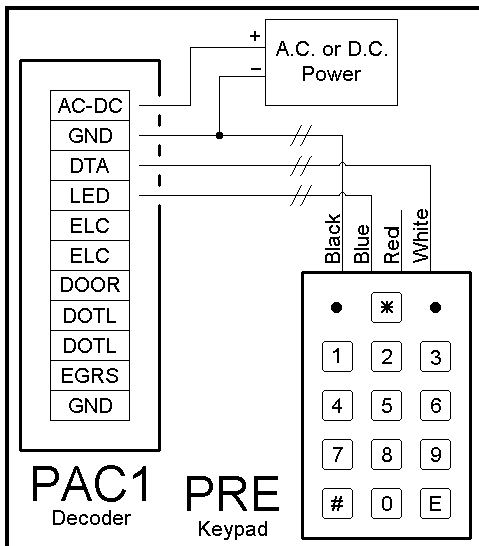 + A.C. or D.C.
− Power
AC-DC
GND
DTA
LED
ELC
ELC
DOOR
DOTL
DOTL
EGRS
GND
Black
Blue
Red
White
*
1 2 3
4 5 6
7 8 9
# 0 E
PAC1
Decoder
PRE
Keypad